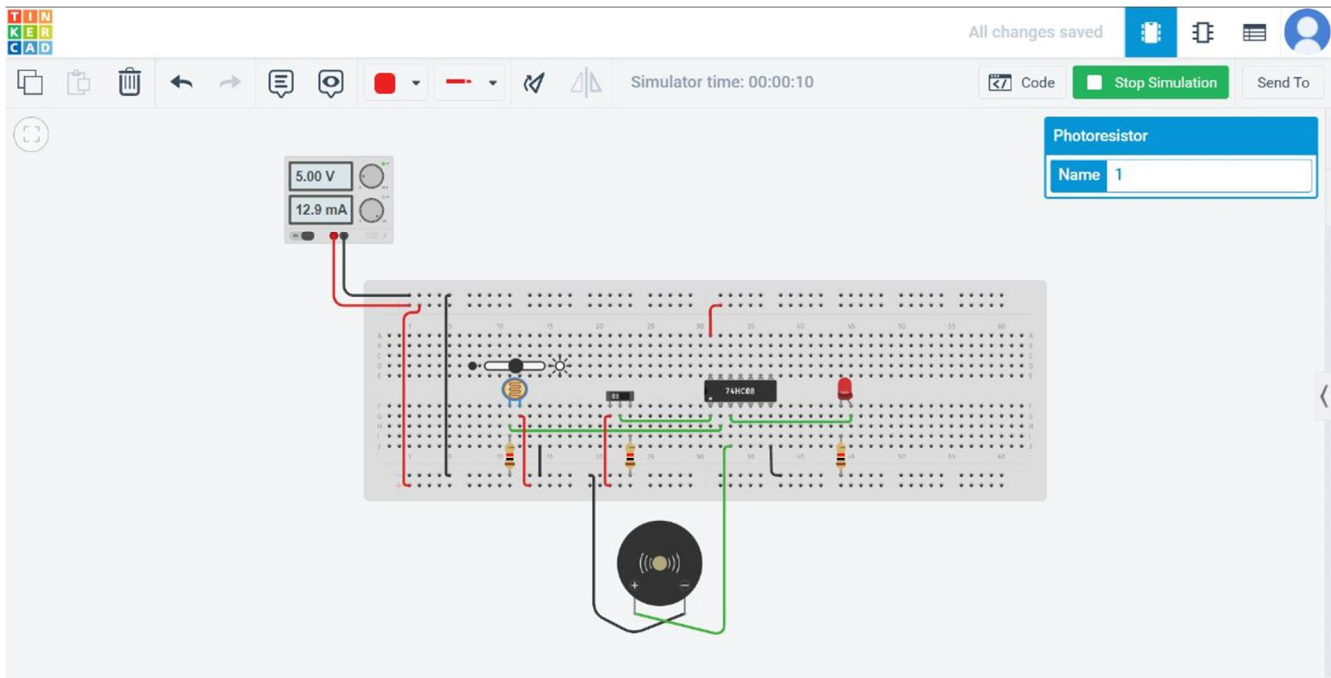 TIN
KER
CAD
All changes saved
Simulator time: 00:00:10
Code
Stop Simulation
Send To
Photoresistor
Name 1
5.00 V
12.9 mA
74HC08